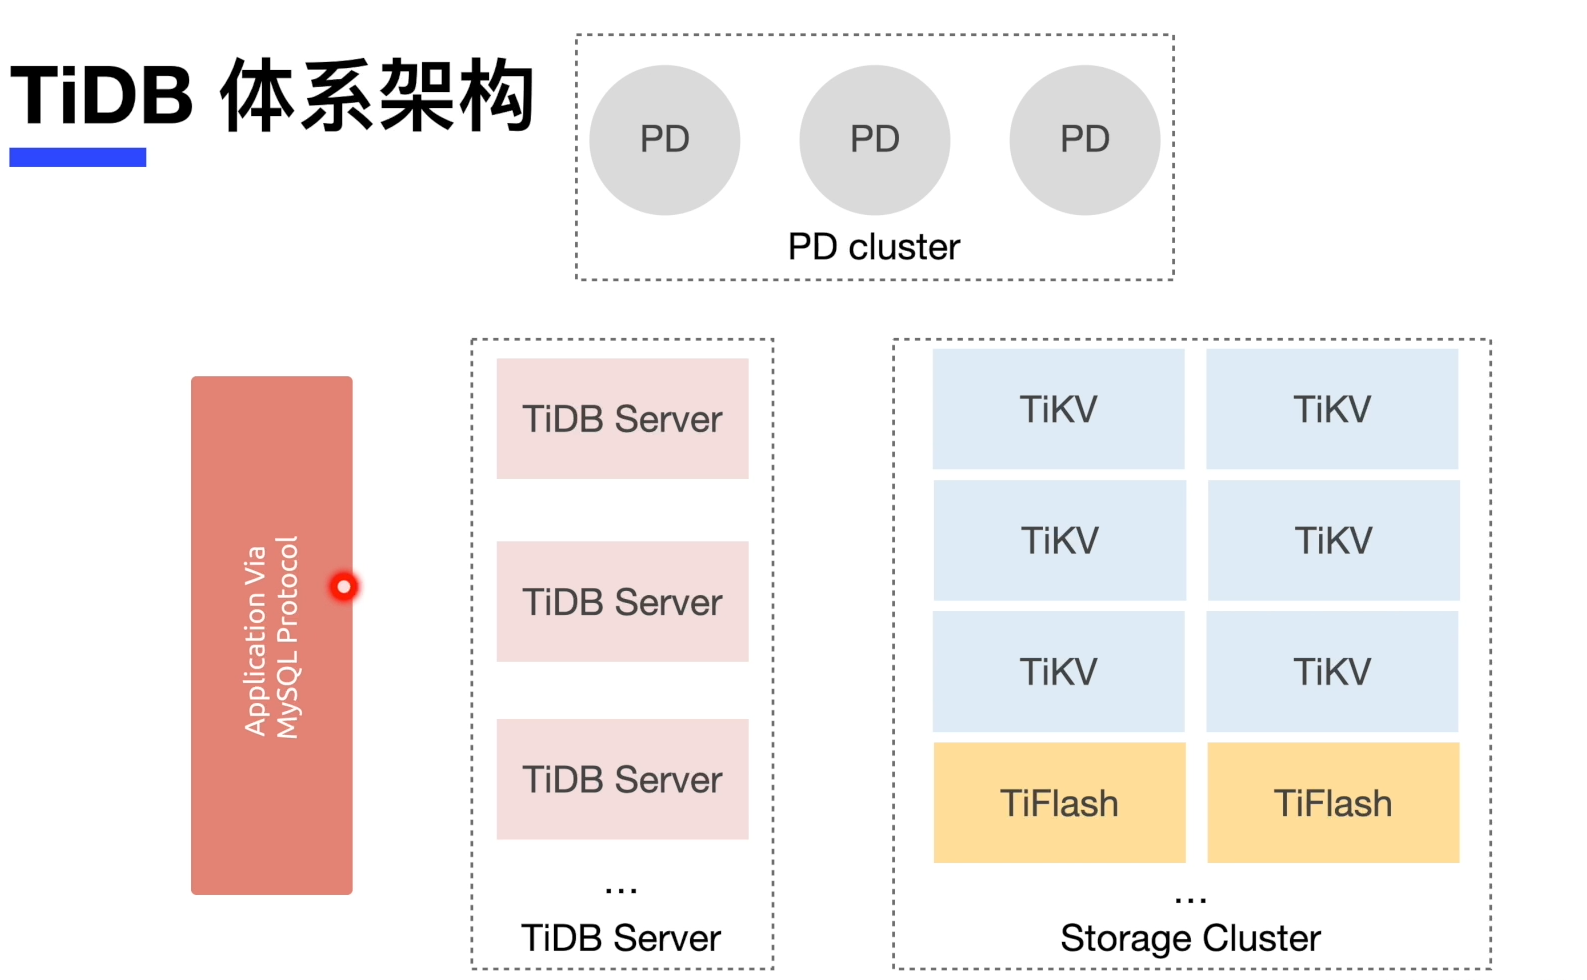 TiDB 体系架构
PD
PD
PD
PD cluster
Application Via
MySQL Protocol
TiDB Server
TiDB Server
TiDB Server
...
TiDB Server
TiKV
TiKV
TiKV
TiKV
TiKV
TiKV
TiFlash
TiFlash
...
Storage Cluster